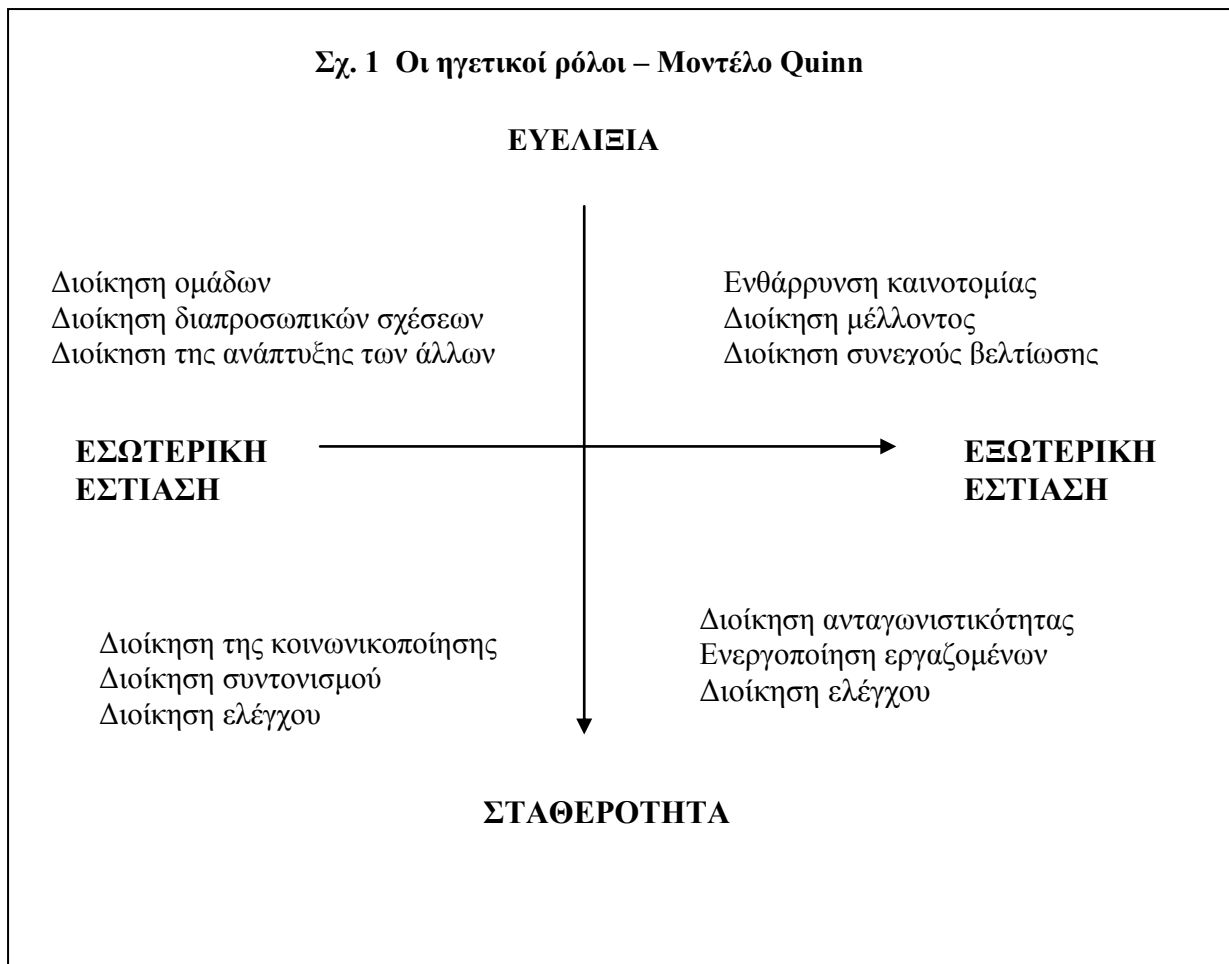 Σχ. 1 Οι ηγετικοί ρόλοι – Μοντέλο Quinn
ΕΥΕΛΙΞΙΑ
Διοίκηση ομάδων
Διοίκηση διαπροσωπικών σχέσεων
Διοίκηση της ανάπτυξης των άλλων
Ενθάρρυνση καινοτομίας
Διοίκηση μέλλοντος
Διοίκηση συνεχούς βελτίωσης
ΕΣΩΤΕΡΙΚΗ
ΕΣΤΙΑΣΗ
ΕΞΩΤΕΡΙΚΗ
ΕΣΤΙΑΣΗ
Διοίκηση της κοινωνικοποίησης
Διοίκηση συντονισμού
Διοίκηση ελέγχου
Διοίκηση ανταγωνιστικότητας
Ενεργοποίηση εργαζομένων
Διοίκηση ελέγχου
ΣΤΑΘΕΡΟΤΗΤΑ